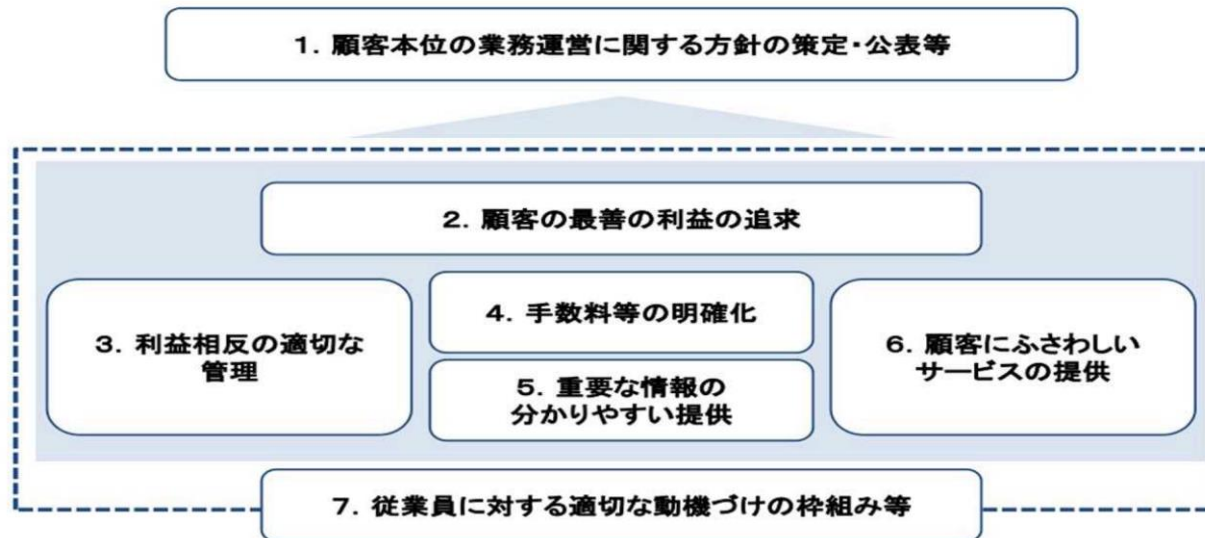 1. 顧客本位の業務運営に関する方針の策定・公表等
2. 顧客の最善の利益の追求
3. 利益相反の適切な
管理
4. 手数料等の明確化
5. 重要な情報の
分かりやすい提供
6. 顧客にふさわしい
サービスの提供
7. 従業員に対する適切な動機づけの枠組み等